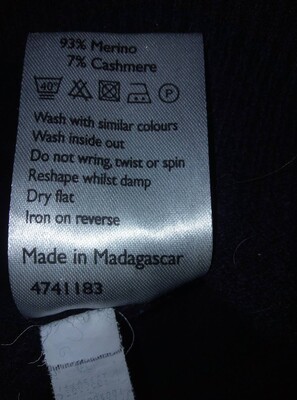 93% Merino
7% Cashmere
40°
P
Wash with similar colours
Wash inside out
Do not wring, twist or spin
Reshape whilst damp
Dry flat
Iron on reverse
Made in Madagascar
4741183